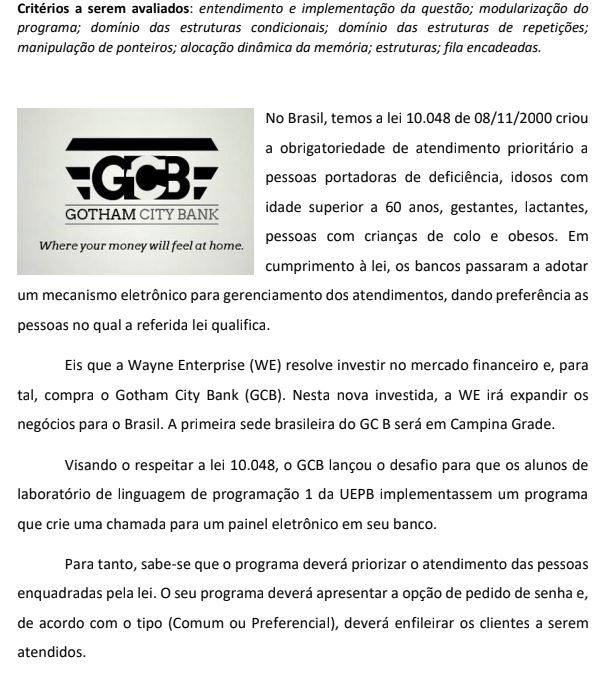 Critérios a serem avaliados: entendimento e implementação da questão; modularização do
programa; domínio das estruturas condicionais; domínio das estruturas de repetições;
manipulação de ponteiros; alocação dinâmica da memória; estruturas; fila encadeadas.
GCB
GOTHAM CITY BANK
Where your money will feel at home.
No Brasil, temos a lei 10.048 de 08/11/2000 criou
a obrigatoriedade de atendimento prioritário a
pessoas portadoras de deficiência, idosos com
idade superior a 60 anos, gestantes, lactantes,
pessoas com crianças de colo e obesos. Em
cumprimento à lei, os bancos passaram a adotar
um mecanismo eletrônico para gerenciamento dos atendimentos, dando preferência as
pessoas no qual a referida lei qualifica.
Eis que a Wayne Enterprise (WE) resolve investir no mercado financeiro e, para
tal, compra o Gotham City Bank (GCB). Nesta nova investida, a WE irá expandir os
negócios para o Brasil. A primeira sede brasileira do GC B será em Campina Grade.
Visando o respeitar a lei 10.048, o GCB lançou o desafio para que os alunos de
laboratório de linguagem de programação 1 da UEPB implementassem um programa
que crie uma chamada para um painel eletrônico em seu banco.
Para tanto, sabe-se que o programa deverá priorizar o atendimento das pessoas
enquadradas pela lei. O seu programa deverá apresentar a opção de pedido de senha e,
de acordo com o tipo (Comum ou Preferencial), deverá enfileirar os clientes a serem
atendidos.